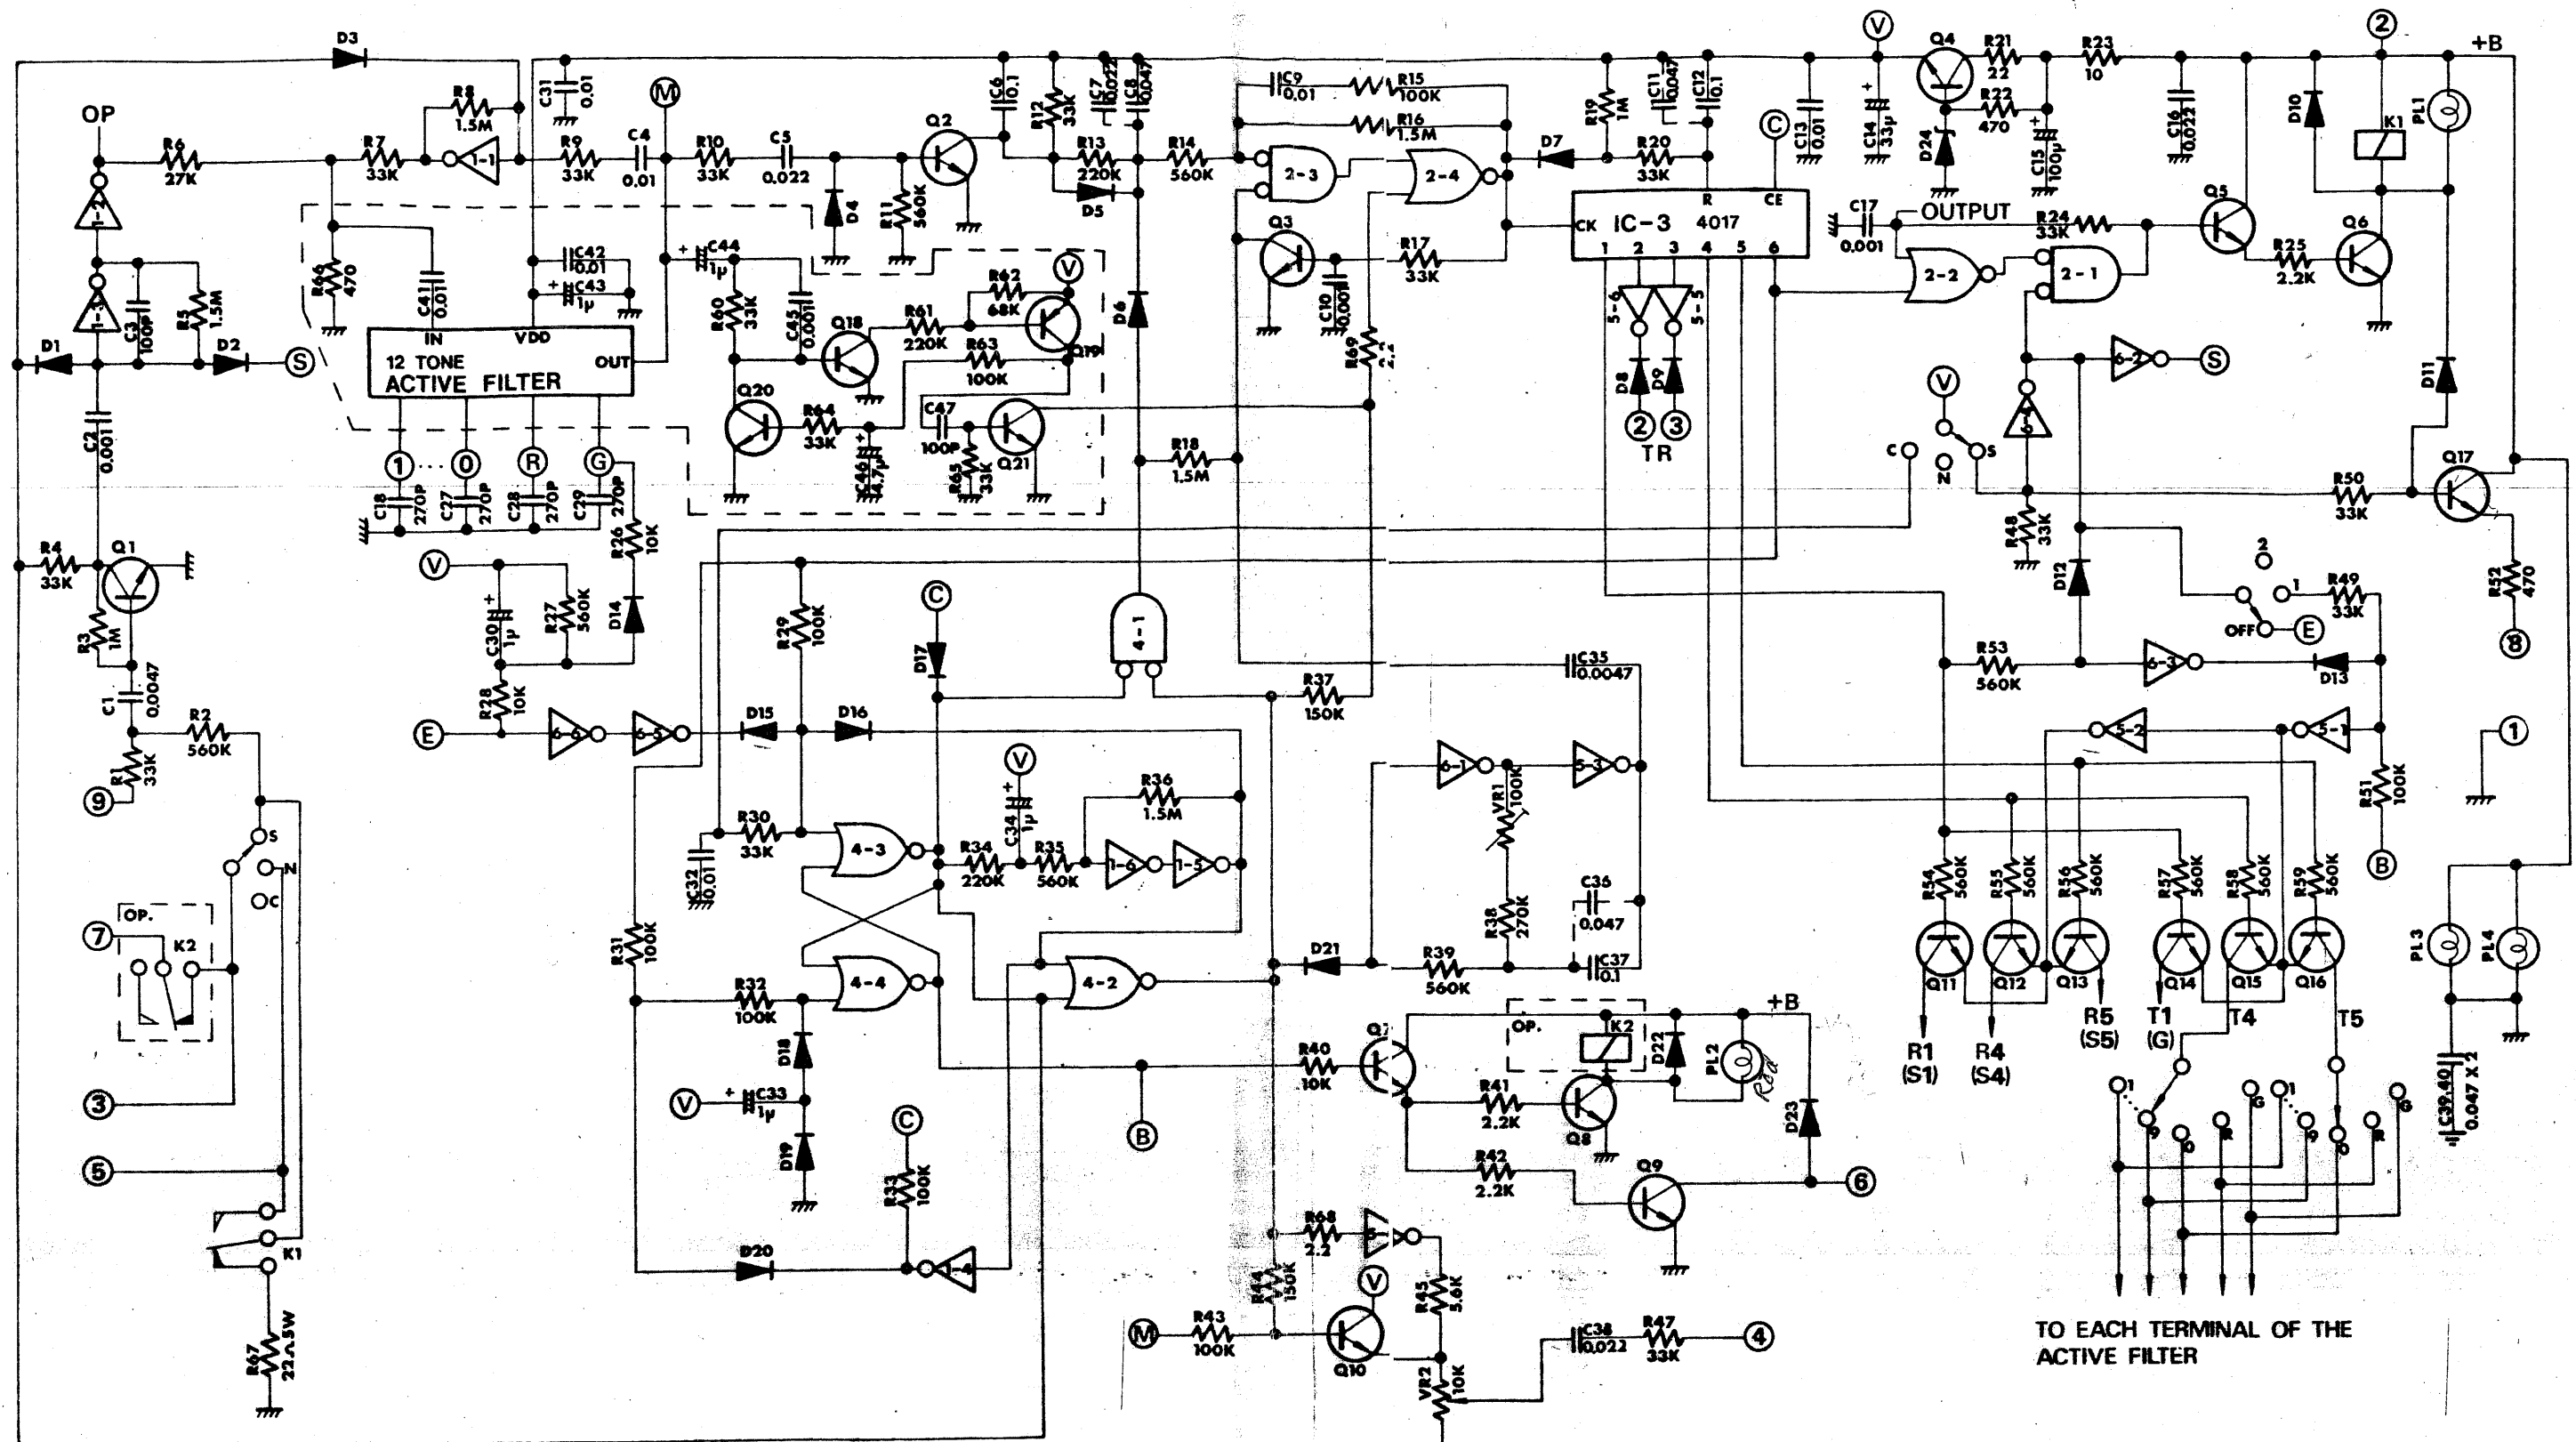 D3
OP
R6
27K
R7
33K
R8
1.5M
1-1
1-2
C3
100P
R5
1.5M
D1
D2
S
C2
0.001
C31
0.01
R9
33K
C4
0.01
M
R10
33K
C5
0.022
D4
R11
560K
Q2
C6
0.1
R12
33K
C7
0.022
C8
0.047
R13
220K
D5
R14
560K
C9
0.01
R15
100K
R16
1.5M
2-3
2-4
Q3
C10
0.001
R17
33K
D7
R19
1M
C11
0.047
C12
0.1
R20
33K
C
C13
0.01
V
C14
33μ
Q4
D24
R21
22
R22
470
C15
100μ
R23
10
C16
0.022
2
+B
D10
K1
PL1
R
CE
CK
IC-3 4017
1 2 3 4 5 6
C17
0.001
OUTPUT
R24
33K
2-2
2-1
Q5
R25
2.2K
Q6
R66
470
C41
0.01
C42
0.01
C43
1μ
IN
VDD
12 TONE
ACTIVE FILTER
OUT
C44
1μ
R60
33K
C45
0.001
Q18
R61
220K
R62
68K
V
Q19
R63
100K
Q20
R64
33K
C46
4.7μ
C47
100P
R65
33K
Q21
D6
R18
1.5M
R69
5-6
5-5
D8
D9
2
3
TR
6-2
S
6-4
V
C
N
S
D11
R50
33K
Q17
R48
33K
R52
470
18
1
...
0
R
G
C18
270P
C27
270P
C28
270P
C29
270P
R26
10K
R4
33K
Q1
R3
1M
C1
0.0047
R2
560K
R1
33K
9
V
C30
1μ
R27
560K
D14
R28
10K
E
6-6
6-5
D15
D16
R29
100K
C
D17
4-1
R37
150K
C35
0.0047
D12
2
1
R49
33K
OFF
E
R53
560K
6-3
D13
5-2
5-1
R51
100K
B
1
S
N
C
OP.
7
K2
3
5
K1
R67
22Ω5W
C32
0.01
R30
33K
4-3
R34
220K
V
C34
1μ
R35
560K
R36
1.5M
1-6
1-5
R31
100K
R32
100K
4-4
4-2
D18
V
C33
1μ
D19
C
R33
100K
D20
B
6-1
5-3
VR1
100K
R38
270K
C36
0.047
C37
0.1
D21
R39
560K
R40
10K
OP.
K2
D22
PL2
Red
+B
R41
2.2K
Q8
R42
2.2K
Q9
D23
6
R68
2.2
V
R44
150K
R45
5.6K
M
R43
100K
Q10
VR2
10K
C38
0.022
R47
33K
4
R54
560K
R55
560K
R56
560K
R57
560K
R58
560K
R59
560K
Q11
Q12
Q13
Q14
Q15
Q16
R1
(S1)
R4
(S4)
R5
(S5)
T1
(G)
T4
T5
1
9
0
R
G
1
9
0
R
G
PL3
PL4
C39.40
0.047 X 2
TO EACH TERMINAL OF THE
ACTIVE FILTER